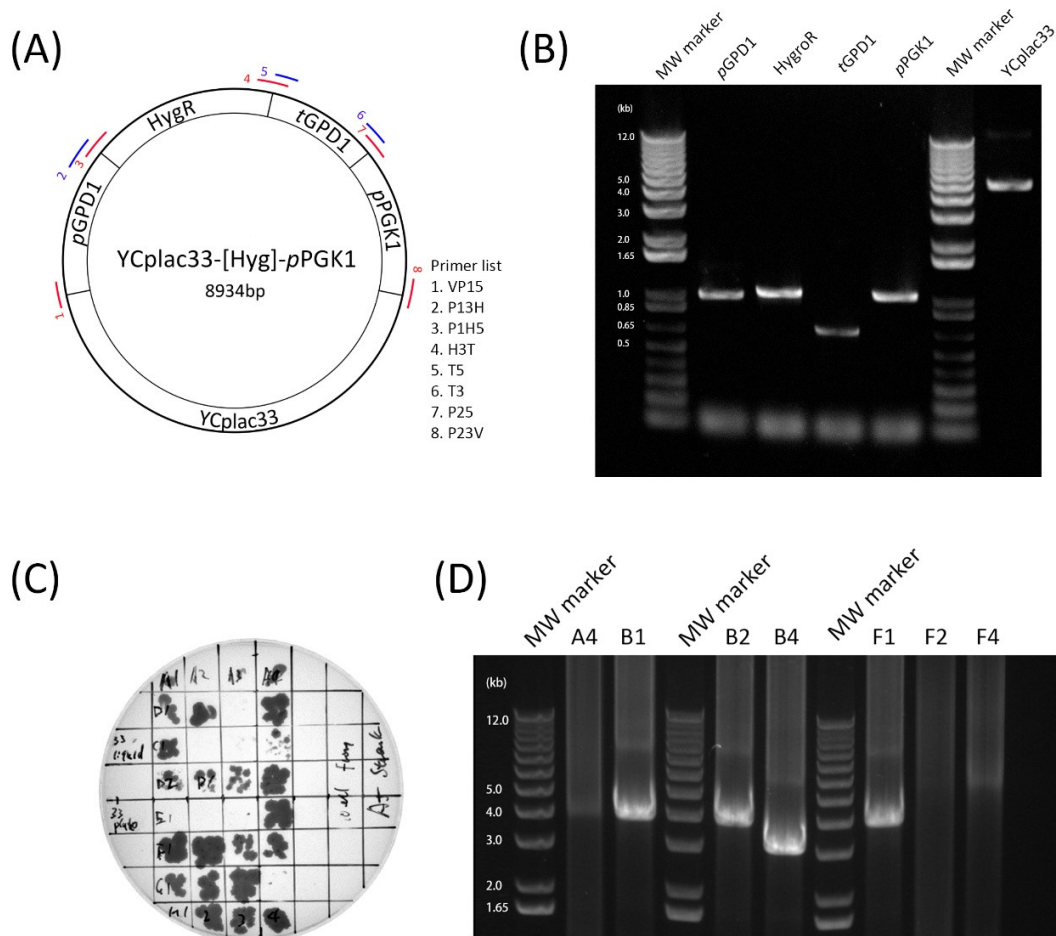 (A)
5
4
HygR
tGPD1
6
7
2
3
pGPD1
pPGK1
YCplac33-[Hyg]-pPGK1
8934bp
8
1
YCplac33
Primer list
1. VP15
2. P13H
3. P1H5
4. H3T
5. T5
6. T3
7. P25
8. P23V
(B)
MW marker
pGPD1
HygroR
tGPD1
pPGK1
MW marker
YCplac33
(kb)
12.0
5.0
4.0
3.0
2.0
1.65
1.0
0.85
0.65
0.5
(C)
A1 A2 A3 A4
D1
33 liquid
C1
D2
33 plate
E1
F1
G1
H1 2 3 4
(D)
MW marker
A4
B1
MW marker
B2
B4
MW marker
F1
F2
F4
(kb)
12.0
5.0
4.0
3.0
2.0
1.65